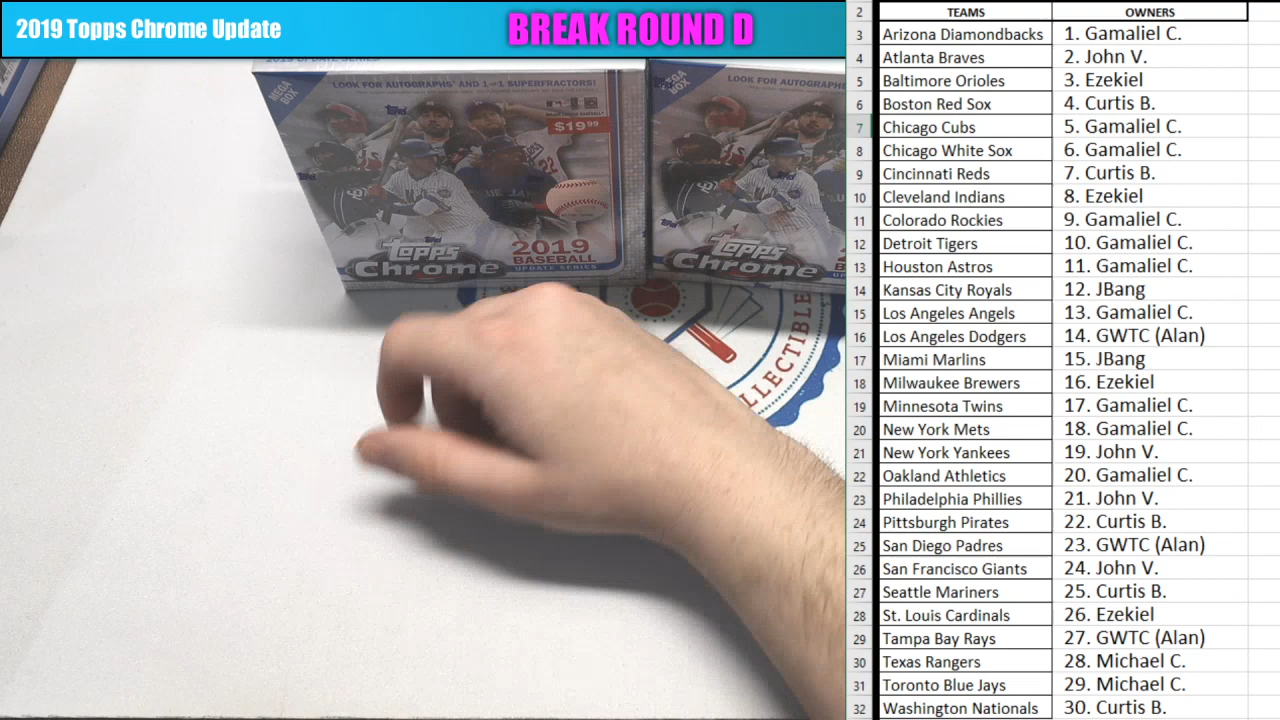 2019 Topps Chrome Update
BREAK ROUND D
2019 UPDATE SERIES
LOOK FOR AUTOGRAPHS AND 1-1 SUPERFRACTORS!
MEGA BOX
topps
$19.99
22
BLUE JAYS
topps
Chrome
2019
BASEBALL
UPDATE SERIES
MEGA BOX
LOOK FOR AUTOGRAPHS
topps
topps
Chrome
COLLECTIBLE
2 TEAMS OWNERS
3 Arizona Diamondbacks 1. Gamaliel C.
4 Atlanta Braves 2. John V.
5 Baltimore Orioles 3. Ezekiel
6 Boston Red Sox 4. Curtis B.
7 Chicago Cubs 5. Gamaliel C.
8 Chicago White Sox 6. Gamaliel C.
9 Cincinnati Reds 7. Curtis B.
10 Cleveland Indians 8. Ezekiel
11 Colorado Rockies 9. Gamaliel C.
12 Detroit Tigers 10. Gamaliel C.
13 Houston Astros 11. Gamaliel C.
14 Kansas City Royals 12. JBang
15 Los Angeles Angels 13. Gamaliel C.
16 Los Angeles Dodgers 14. GWTC (Alan)
17 Miami Marlins 15. JBang
18 Milwaukee Brewers 16. Ezekiel
19 Minnesota Twins 17. Gamaliel C.
20 New York Mets 18. Gamaliel C.
21 New York Yankees 19. John V.
22 Oakland Athletics 20. Gamaliel C.
23 Philadelphia Phillies 21. John V.
24 Pittsburgh Pirates 22. Curtis B.
25 San Diego Padres 23. GWTC (Alan)
26 San Francisco Giants 24. John V.
27 Seattle Mariners 25. Curtis B.
28 St. Louis Cardinals 26. Ezekiel
29 Tampa Bay Rays 27. GWTC (Alan)
30 Texas Rangers 28. Michael C.
31 Toronto Blue Jays 29. Michael C.
32 Washington Nationals 30. Curtis B.